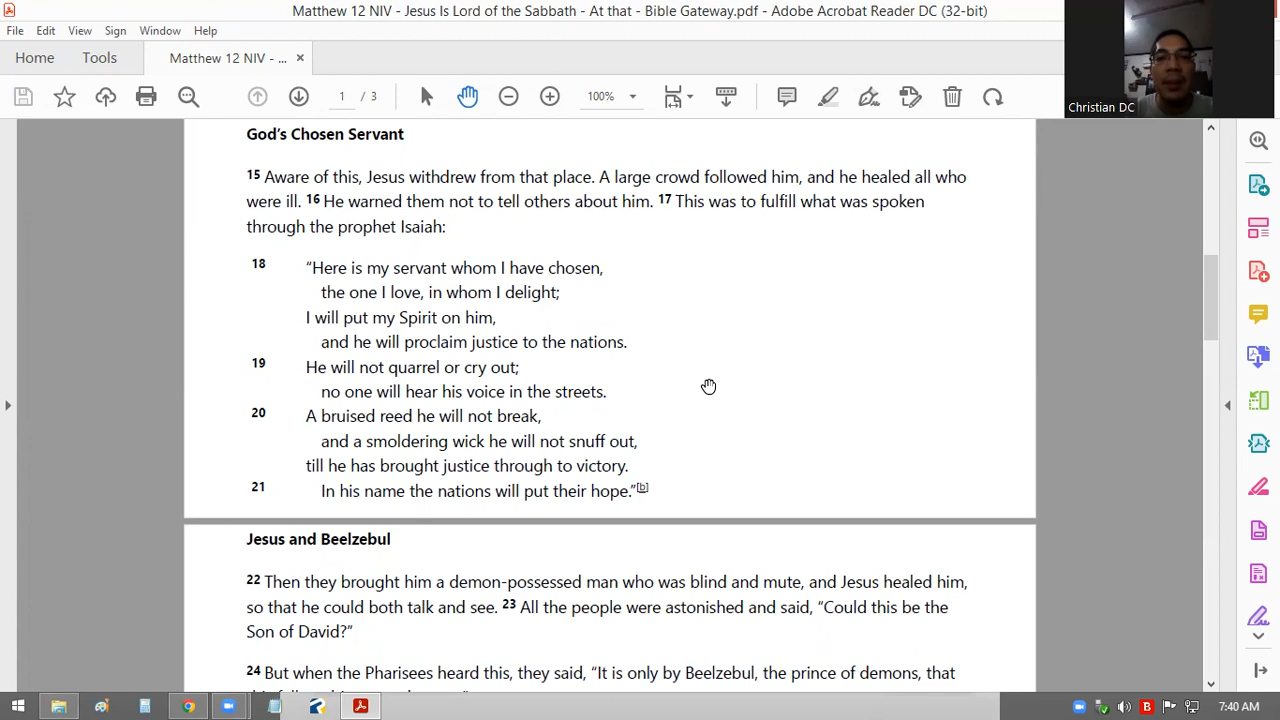 Matthew 12 NIV - Jesus Is Lord of the Sabbath - At that - Bible Gateway.pdf - Adobe Acrobat Reader DC (32-bit)
File Edit View Sign Window Help
Home Tools Matthew 12 NIV - ... ×
1 / 3 100%
Christian DC
God's Chosen Servant
15 Aware of this, Jesus withdrew from that place. A large crowd followed him, and he healed all who
were ill. 16 He warned them not to tell others about him. 17 This was to fulfill what was spoken
through the prophet Isaiah:
18 “Here is my servant whom I have chosen,
the one I love, in whom I delight;
I will put my Spirit on him,
and he will proclaim justice to the nations.
19 He will not quarrel or cry out;
no one will hear his voice in the streets.
20 A bruised reed he will not break,
and a smoldering wick he will not snuff out,
till he has brought justice through to victory.
21 In his name the nations will put their hope.”[b]
Jesus and Beelzebul
22 Then they brought him a demon-possessed man who was blind and mute, and Jesus healed him,
so that he could both talk and see. 23 All the people were astonished and said, “Could this be the
Son of David?”
24 But when the Pharisees heard this, they said, “It is only by Beelzebul, the prince of demons, that
7:40 AM